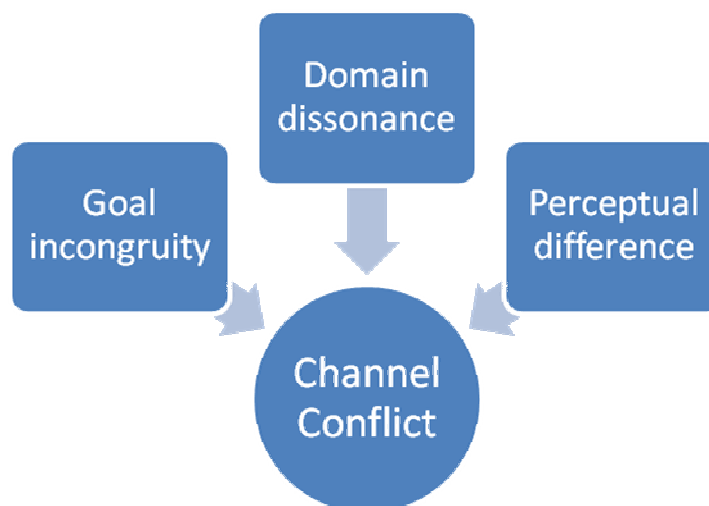 Domain
dissonance
Goal
incongruity
Perceptual
difference
Channel
Conflict